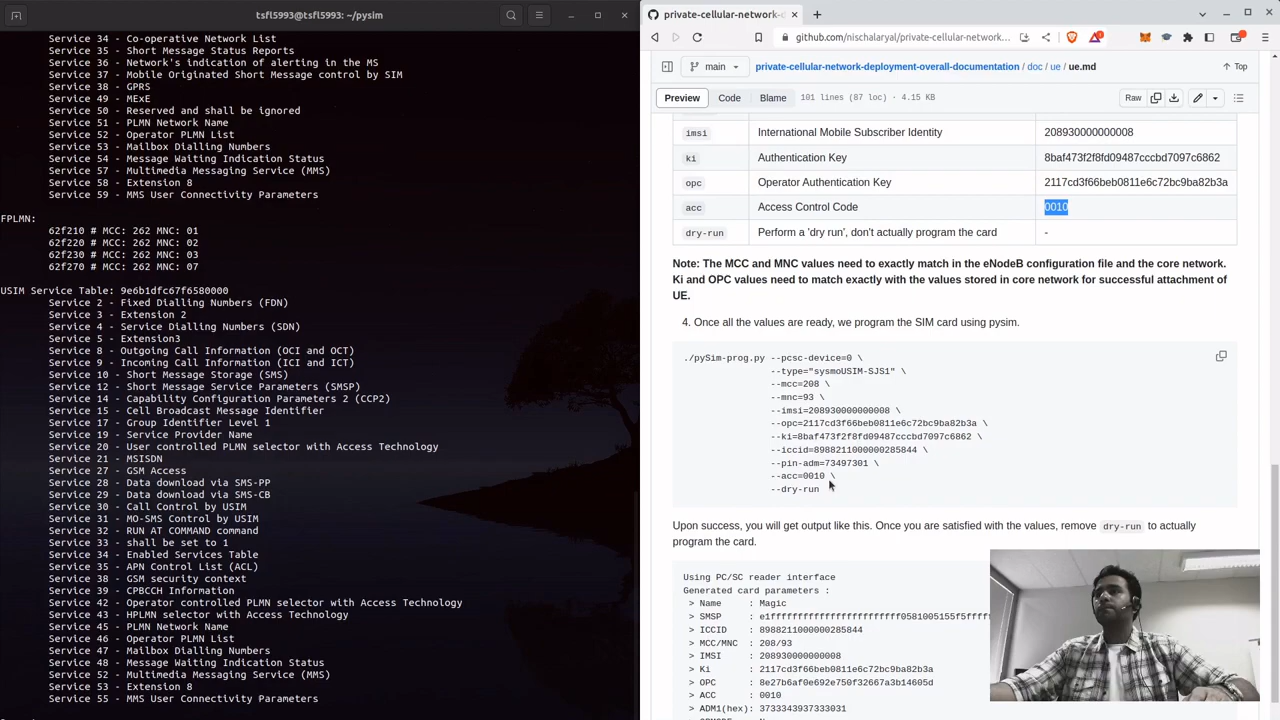 tsfl5993@tsfl5993: ~/pysim
Service 34 - Co-operative Network List
Service 35 - Short Message Status Reports
Service 36 - Network's indication of alerting in the MS
Service 37 - Mobile Originated Short Message control by SIM
Service 38 - GPRS
Service 49 - MExE
Service 50 - Reserved and shall be ignored
Service 51 - PLMN Network Name
Service 52 - Operator PLMN List
Service 53 - Mailbox Dialling Numbers
Service 54 - Message Waiting Indication Status
Service 57 - Multimedia Messaging Service (MMS)
Service 58 - Extension 8
Service 59 - MMS User Connectivity Parameters
FPLMN:
62f210 # MCC: 262 MNC: 01
62f220 # MCC: 262 MNC: 02
62f230 # MCC: 262 MNC: 03
62f270 # MCC: 262 MNC: 07
USIM Service Table: 9e6b1dfc67f6580000
Service 2 - Fixed Dialling Numbers (FDN)
Service 3 - Extension 2
Service 4 - Service Dialling Numbers (SDN)
Service 5 - Extension3
Service 8 - Outgoing Call Information (OCI and OCT)
Service 9 - Incoming Call Information (ICI and ICT)
Service 10 - Short Message Storage (SMS)
Service 12 - Short Message Service Parameters (SMSP)
Service 14 - Capability Configuration Parameters 2 (CCP2)
Service 15 - Cell Broadcast Message Identifier
Service 17 - Group Identifier Level 1
Service 19 - Service Provider Name
Service 20 - User controlled PLMN selector with Access Technology
Service 21 - MSISDN
Service 27 - GSM Access
Service 28 - Data download via SMS-PP
Service 29 - Data download via SMS-CB
Service 30 - Call Control by USIM
Service 31 - MO-SMS Control by USIM
Service 32 - RUN AT COMMAND command
Service 33 - shall be set to 1
Service 34 - Enabled Services Table
Service 35 - APN Control List (ACL)
Service 38 - GSM security context
Service 39 - CPBCCH Information
Service 42 - Operator controlled PLMN selector with Access Technology
Service 43 - HPLMN selector with Access Technology
Service 45 - PLMN Network Name
Service 46 - Operator PLMN List
Service 47 - Mailbox Dialling Numbers
Service 48 - Message Waiting Indication Status
Service 52 - Multimedia Messaging Service (MMS)
Service 53 - Extension 8
Service 55 - MMS User Connectivity Parameters
private-cellular-network-d
github.com/nischalaryal/private-cellular-network...
main
private-cellular-network-deployment-overall-documentation / doc / ue / ue.md
Top
Preview Code Blame 101 lines (87 loc) · 4.15 KB Raw
imsi International Mobile Subscriber Identity 208930000000008
ki Authentication Key 8baf473f2f8fd09487cccbd7097c6862
opc Operator Authentication Key 2117cd3f66beb0811e6c72bc9ba82b3a
acc Access Control Code 0010
dry-run Perform a 'dry run', don't actually program the card -
Note: The MCC and MNC values need to exactly match in the eNodeB configuration file and the core network.
Ki and OPC values need to match exactly with the values stored in core network for successful attachment of
UE.
4. Once all the values are ready, we program the SIM card using pysim.
./pySim-prog.py --pcsc-device=0 \
--type="sysmoUSIM-SJS1" \
--mcc=208 \
--mnc=93 \
--imsi=208930000000008 \
--opc=2117cd3f66beb0811e6c72bc9ba82b3a \
--ki=8baf473f2f8fd09487cccbd7097c6862 \
--iccid=8988211000000285844 \
--pin-adm=73497301 \
--acc=0010 \
--dry-run
Upon success, you will get output like this. Once you are satisfied with the values, remove dry-run to actually
program the card.
Using PC/SC reader interface
Generated card parameters :
> Name : Magic
> ICCID : 8988211000000285844
> MCC/MNC : 208/93
> IMSI : 208930000000008
> Ki : 2117cd3f66beb0811e6c72bc9ba82b3a
> OPC : 8e27b6af0e692e750f32667a3b14605d
> ACC : 0010
> ADM1(hex): 3733343937333031